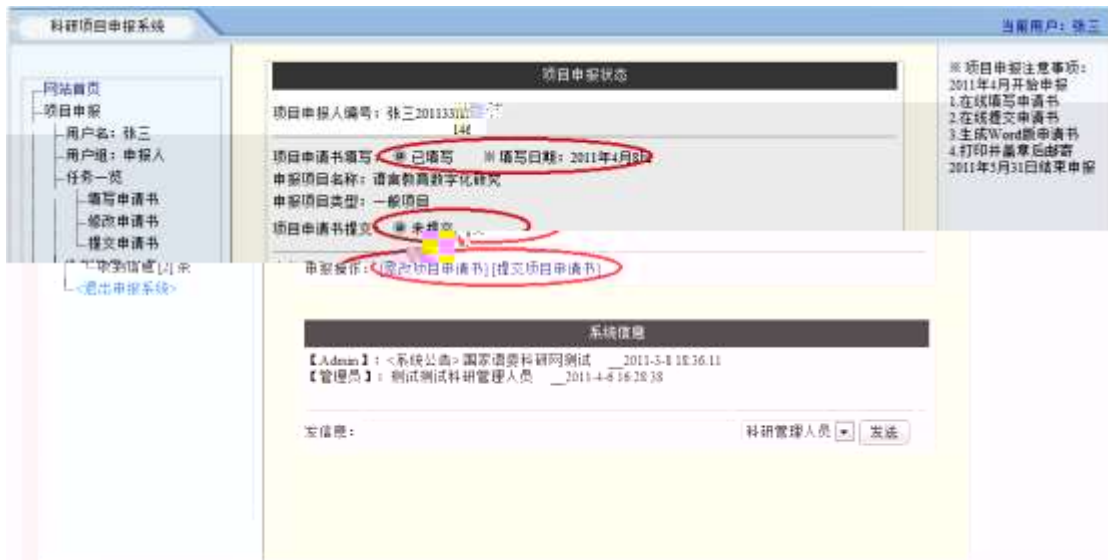 科研项目申报系统
当前用户：张三
网站首页
项目申报
用户名：张三
用户组：申报人
任务一览
填写申请书
修改申请书
提交申请书
收到信息 [2] 未
<退出申报系统>
项目申报状态
项目申报人编号：张三201133
146
项目申请书填写： 已填写 ※ 填写日期：2011年4月8日
申报项目名称：语言教育数字化研究
申报项目类型：一般项目
项目申请书提交： 未提交
申报操作：[修改项目申请书] [提交项目申请书]
系统信息
【Admin】：<系统公告> 国家语委科研网测试 __2011-3-8 18:36:11
【管理员】：测试测试科研管理人员 __2011-4-6 16:28:38
发信息：
科研管理人员 发送
※ 项目申报注意事项：
2011年4月开始申报
1.在线填写申请书
2.在线提交申请书
3.生成Word版申请书
4.打印并盖章后邮寄
2011年5月31日结束申报